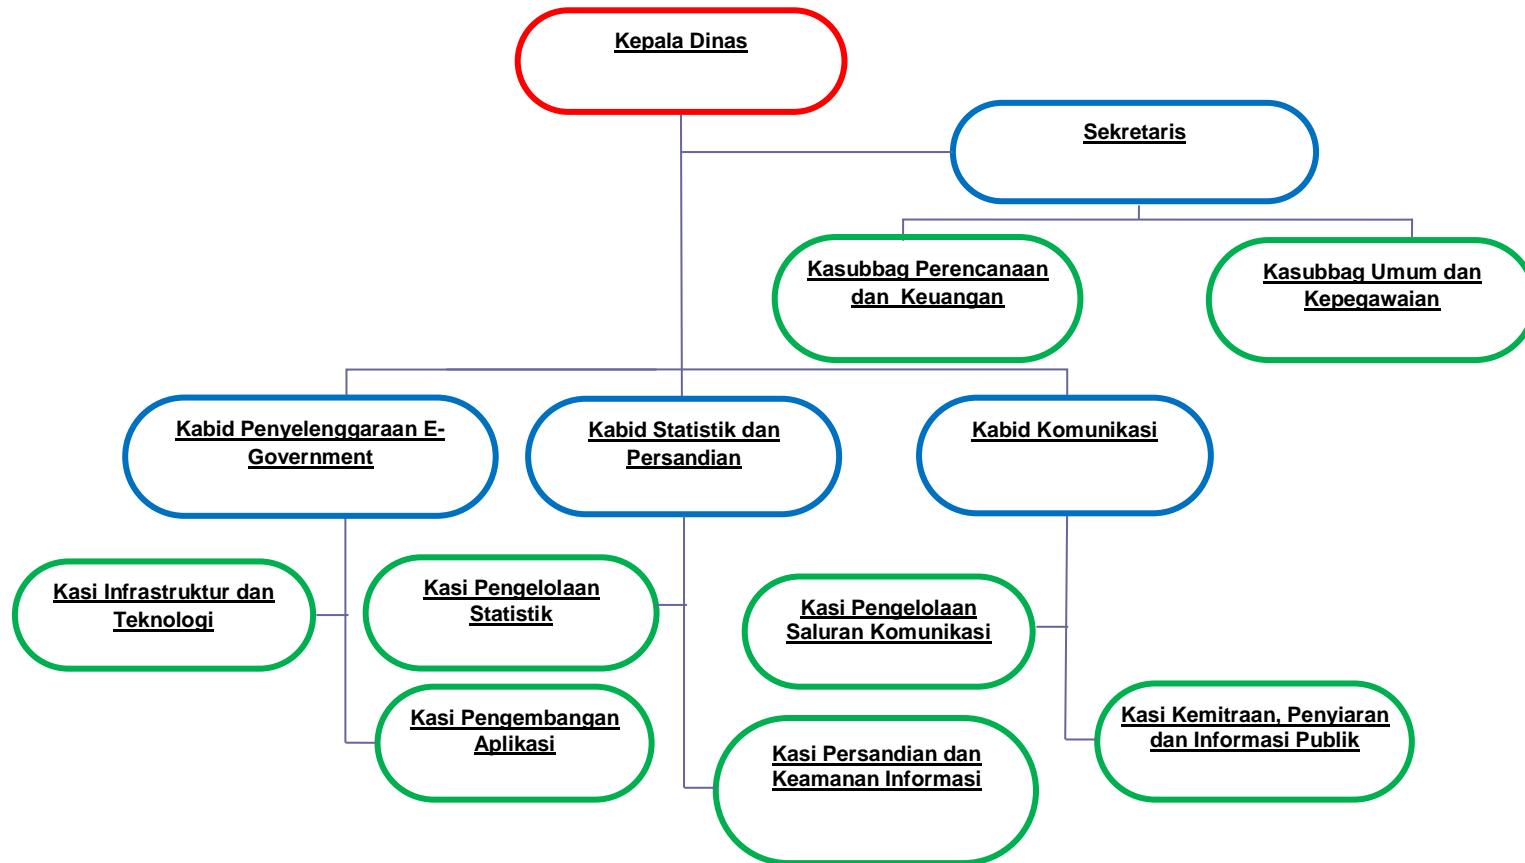 Kepala Dinas
Sekretaris
Kasubbag Perencanaan
dan  Keuangan
Kasubbag Umum dan
Kepegawaian
Kabid Penyelenggaraan E-
Government
Kabid Statistik dan
Persandian
Kabid Komunikasi
Kasi Infrastruktur dan
Teknologi
Kasi Pengelolaan
Statistik
Kasi Pengelolaan
Saluran Komunikasi
Kasi Pengembangan
Aplikasi
Kasi Persandian dan
Keamanan Informasi
Kasi Kemitraan, Penyiaran
dan Informasi Publik